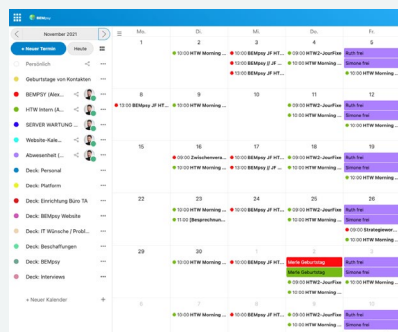 BEMpsy
November 2021
+ Neuer Termin
Heute
Persönlich
Geburtstage von Kontakten
BEMPSY (Alex...
HTW Intern (A...
SERVER WARTUNG ...
Website-Kale...
Abwesenheit (...
Deck: Personal
Deck: Platform
Deck: Einrichtung Büro TA
Deck: BEMpsy Website
Deck: IT Wünsche / Probl...
Deck: Beschaffungen
Deck: BEMpsy
Deck: Interviews
+ Neuer Kalender
Mo. Di. Mi. Do. Fr.
1 2 3 4 5
10:00 HTW Morning ... 10:00 BEMpsy JF HT... 09:00 HTW2-JourFixe Ruth frei
10:00 BEMpsy // JF ... 10:00 HTW Morning ... Simone frei
10:00 BEMpsy JF HT... 10:00 HTW Morning
8 9 10 11 12
13:00 BEMpsy JF HT... 10:00 HTW Morning ... 09:00 HTW2-JourFixe Ruth frei
10:00 HTW Morning ... Simone frei
10:00 HTW Morning
15 16 17 18 19
09:00 Zwischenvera... 10:00 BEMpsy JF HT... 09:00 HTW2-JourFixe Ruth frei
10:00 HTW Morning ... 10:00 BEMpsy // JF ... 10:00 HTW Morning ... Simone frei
10:00 HTW Morning
22 23 24 25 26
10:00 HTW Morning ... 10:00 BEMpsy JF HT... 09:00 HTW2-JourFixe Ruth frei
11:00 [Besprechnun... 10:00 HTW Morning ... Simone frei
09:00 Strategiewor...
10:00 HTW Morning
29 30 1 2 3
10:00 HTW Morning ... 10:00 BEMpsy JF HT... Merle Geburtstag Ruth frei
Merle Geburtstag Simone frei
09:00 HTW2-JourFixe 10:00 HTW Morning
10:00 HTW Morning ...
6 7 8 9 10
10:00 HTW Morning ... 10:00 BEMpsy JF HT... 09:00 HTW2-JourFixe Ruth frei
10:00 HTW Morning ... Simone frei